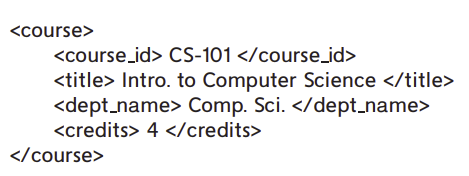 <course>
<course_id> CS-101 </course_id>
<title> Intro. to Computer Science </title>
<dept_name> Comp. Sci. </dept_name>
<credits> 4 </credits>
</course>